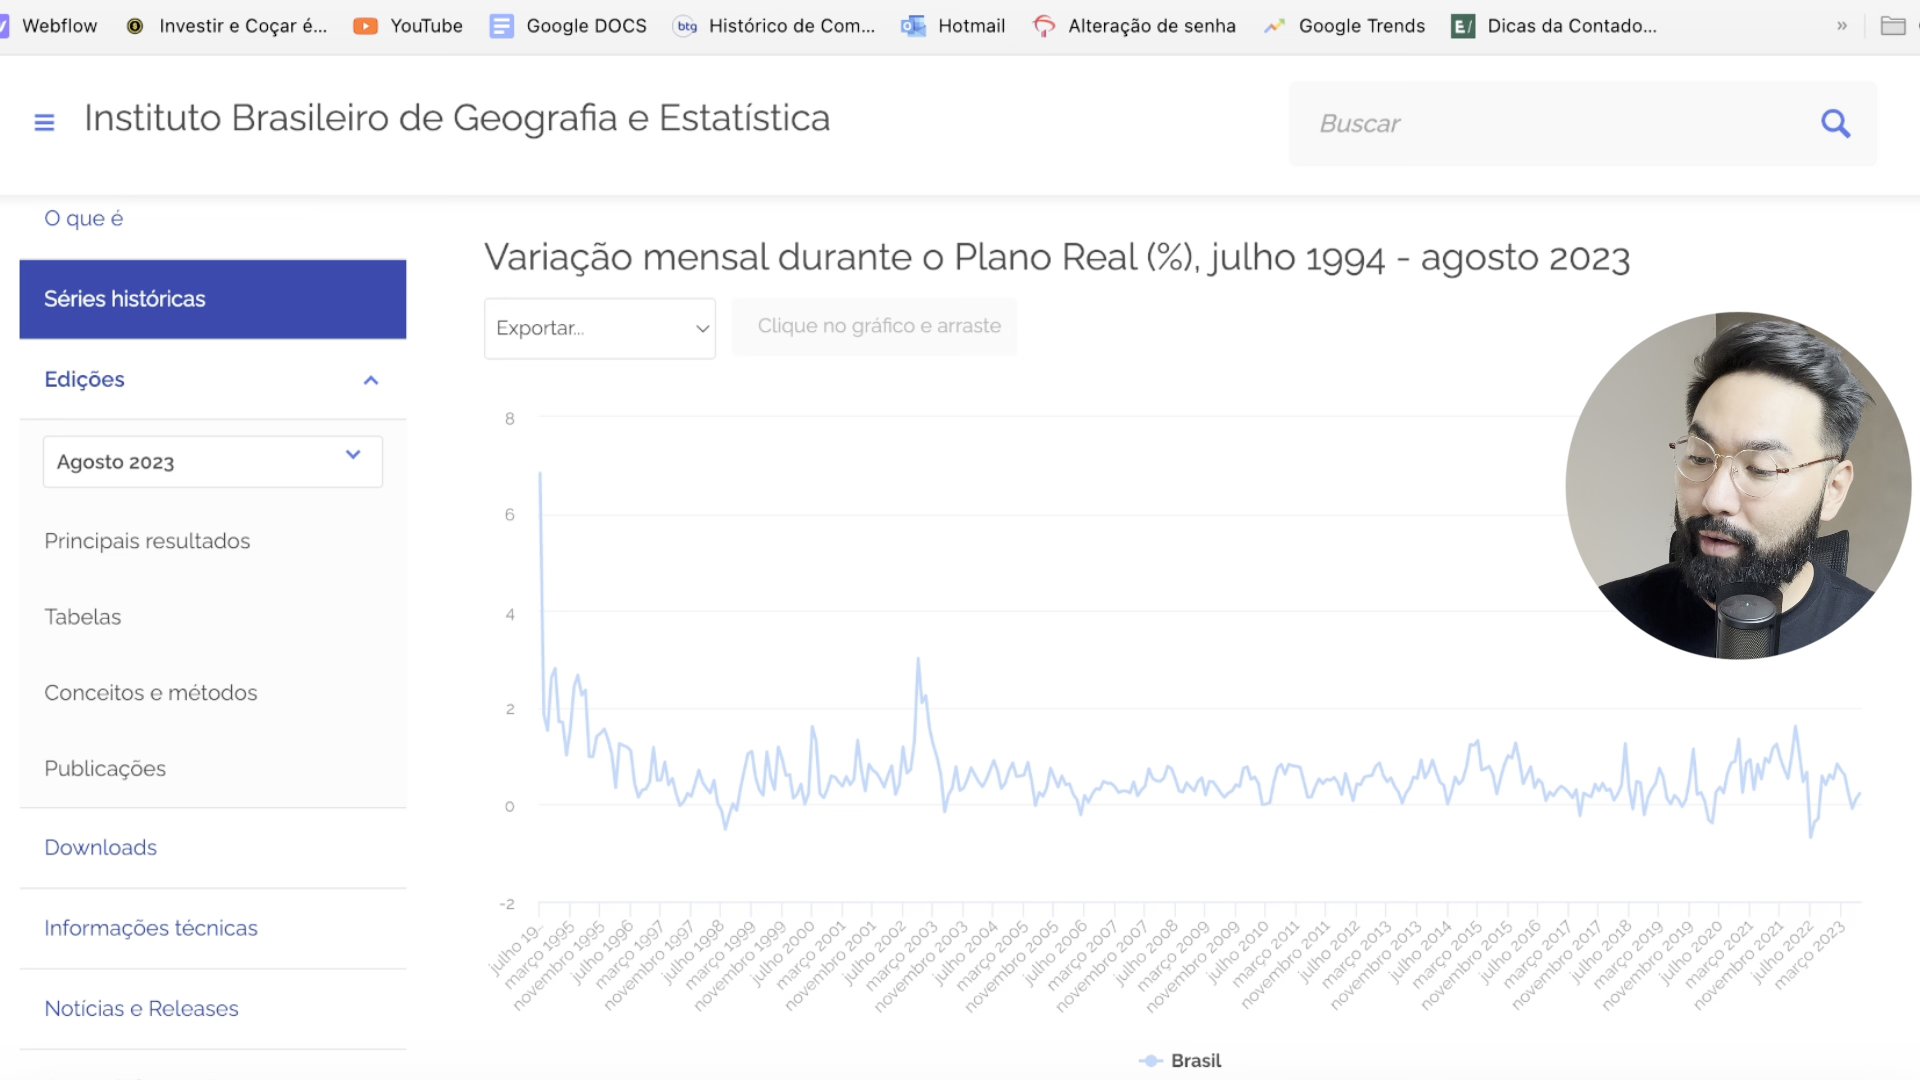 Webflow
Investir e Coçar é...
YouTube
Google DOCS
btg
Histórico de Com...
Hotmail
Alteração de senha
Google Trends
E/
Dicas da Contado...
»
Instituto Brasileiro de Geografia e Estatística
Buscar
O que é
Séries históricas
Edições
Agosto 2023
Principais resultados
Tabelas
Conceitos e métodos
Publicações
Downloads
Informações técnicas
Notícias e Releases
Variação mensal durante o Plano Real (%), julho 1994 - agosto 2023
Exportar...
Clique no gráfico e arraste
8
6
4
2
0
-2
julho 19...
março 1995
novembro 1995
julho 1996
março 1997
novembro 1997
julho 1998
março 1999
novembro 1999
julho 2000
março 2001
novembro 2001
julho 2002
março 2003
novembro 2003
julho 2004
março 2005
novembro 2005
julho 2006
março 2007
novembro 2007
julho 2008
março 2009
novembro 2009
julho 2010
março 2011
novembro 2011
julho 2012
março 2013
novembro 2013
julho 2014
março 2015
novembro 2015
julho 2016
março 2017
novembro 2017
julho 2018
março 2019
novembro 2019
julho 2020
março 2021
novembro 2021
julho 2022
março 2023
Brasil